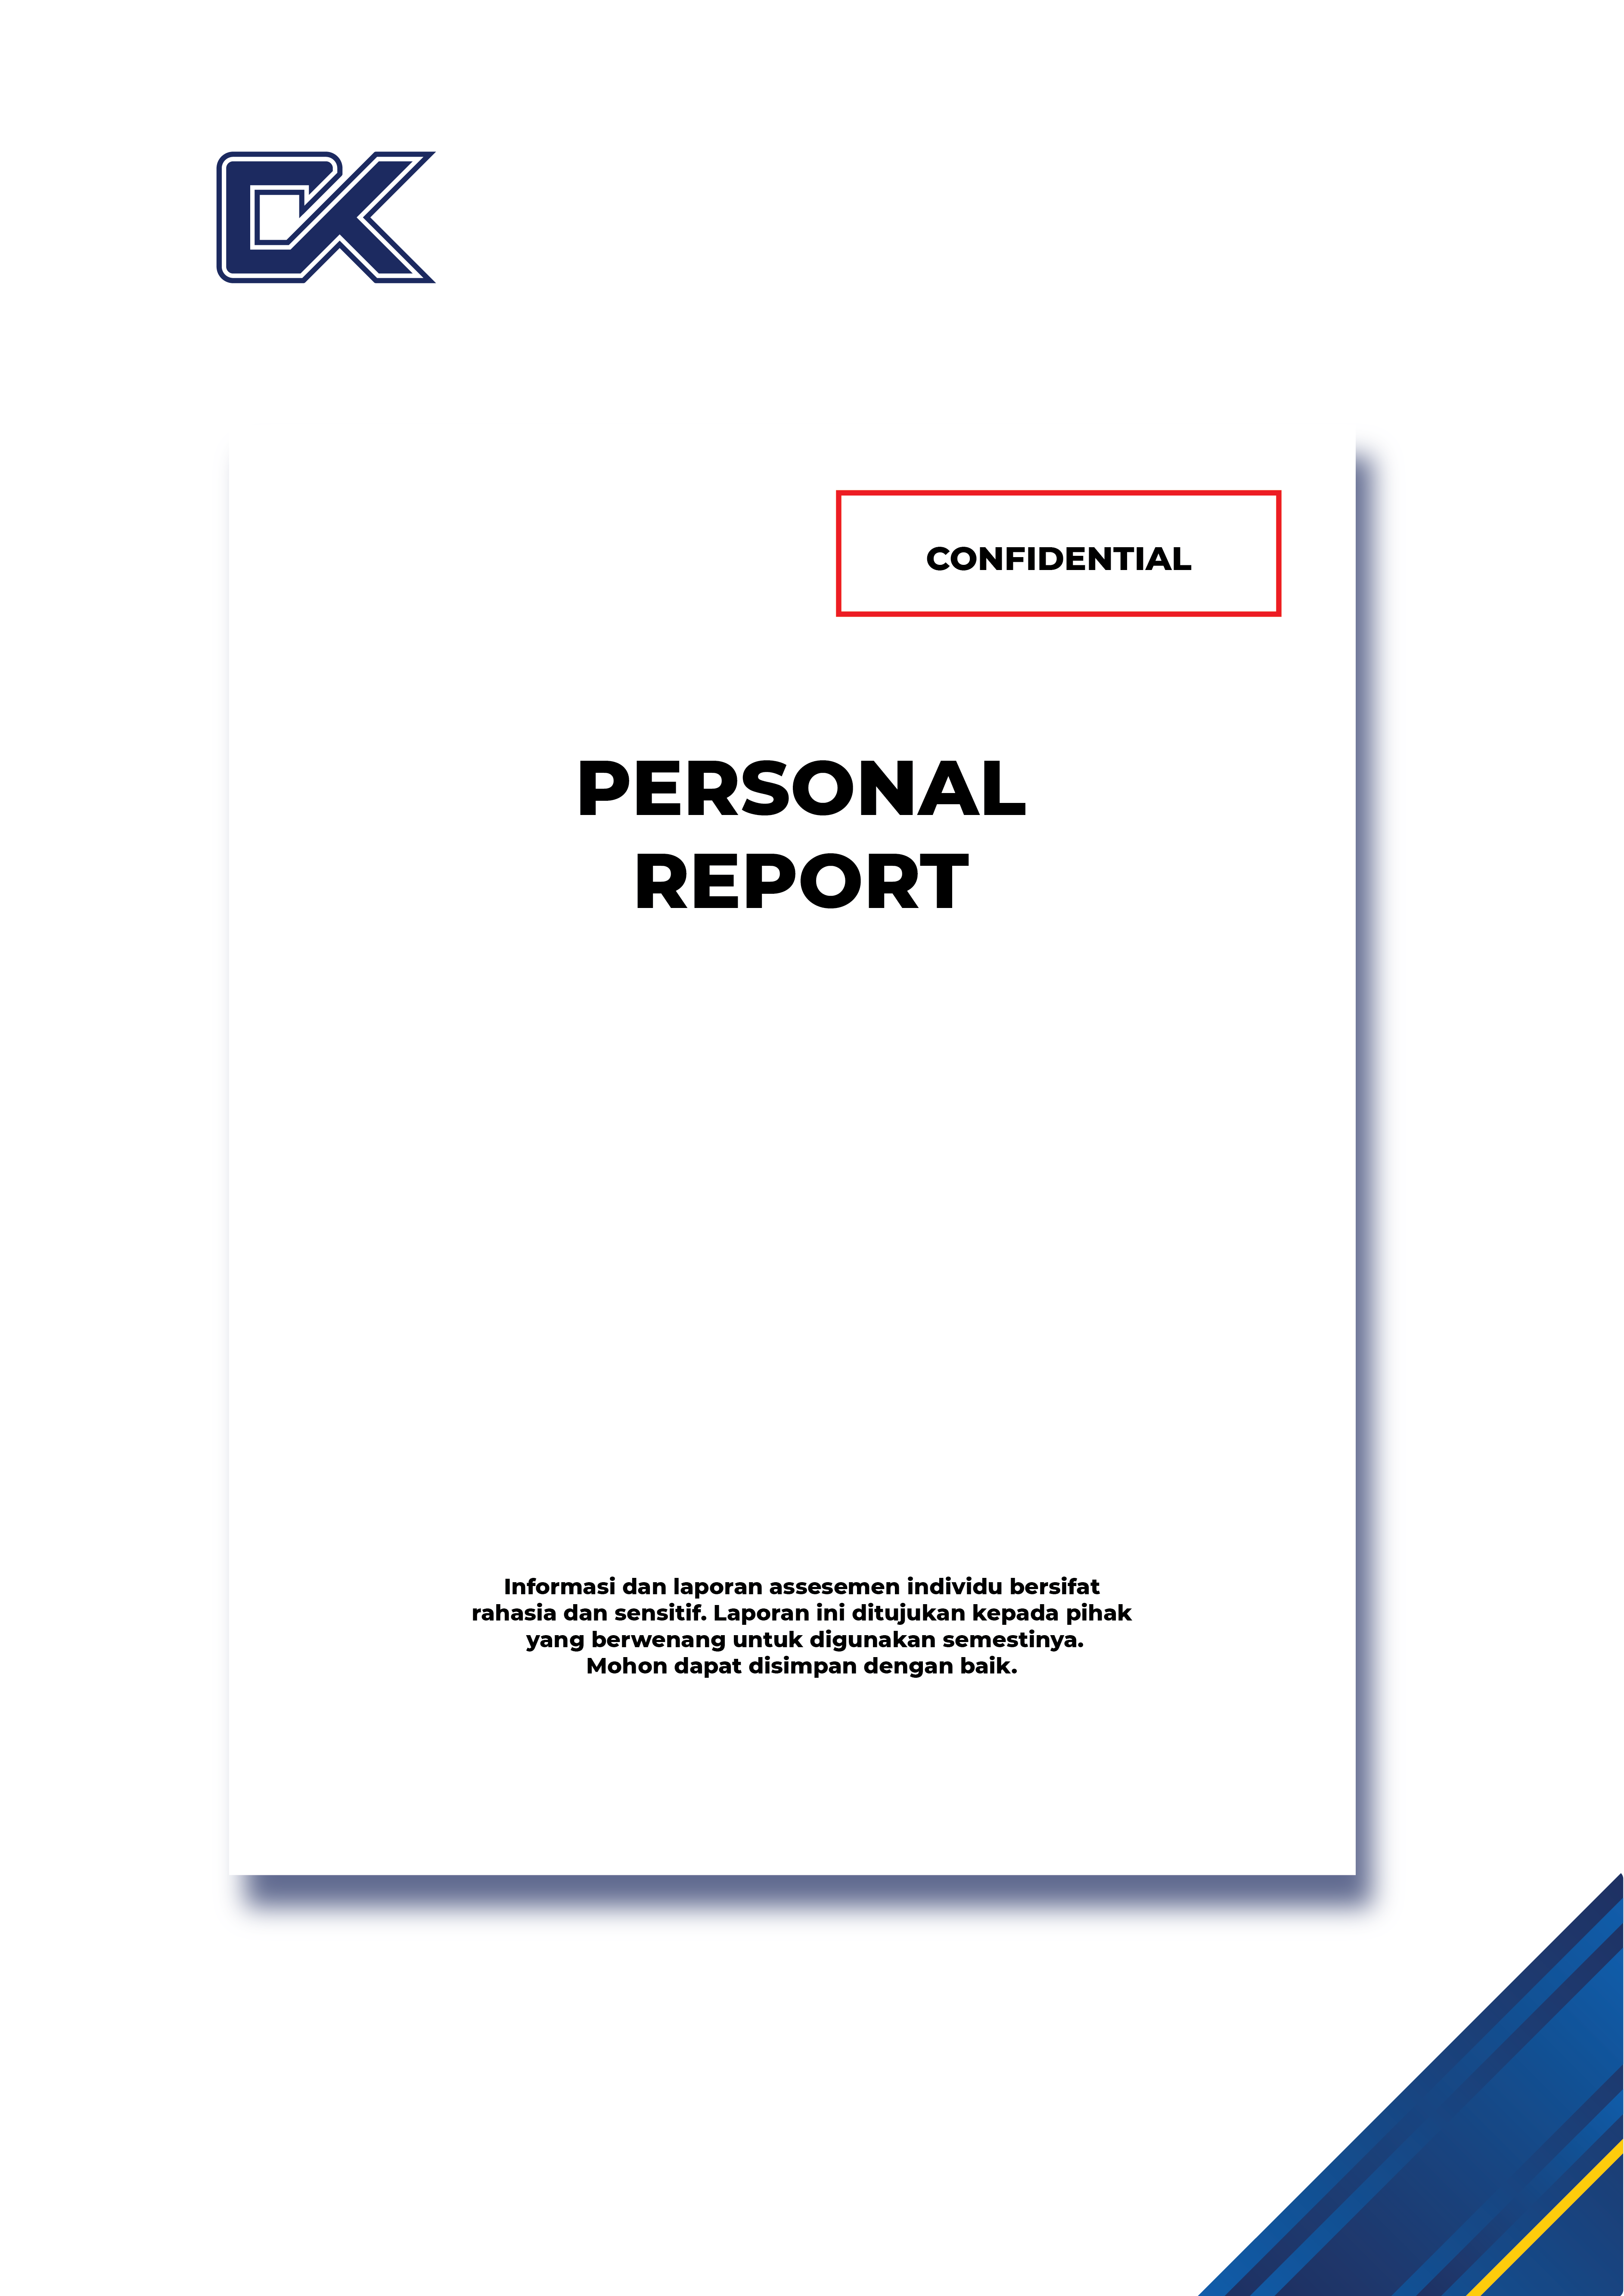 CK
CONFIDENTIAL
PERSONAL
REPORT
Informasi dan laporan assesemen individu bersifat
rahasia dan sensitif. Laporan ini ditujukan kepada pihak
yang berwenang untuk digunakan semestinya.
Mohon dapat disimpan dengan baik.